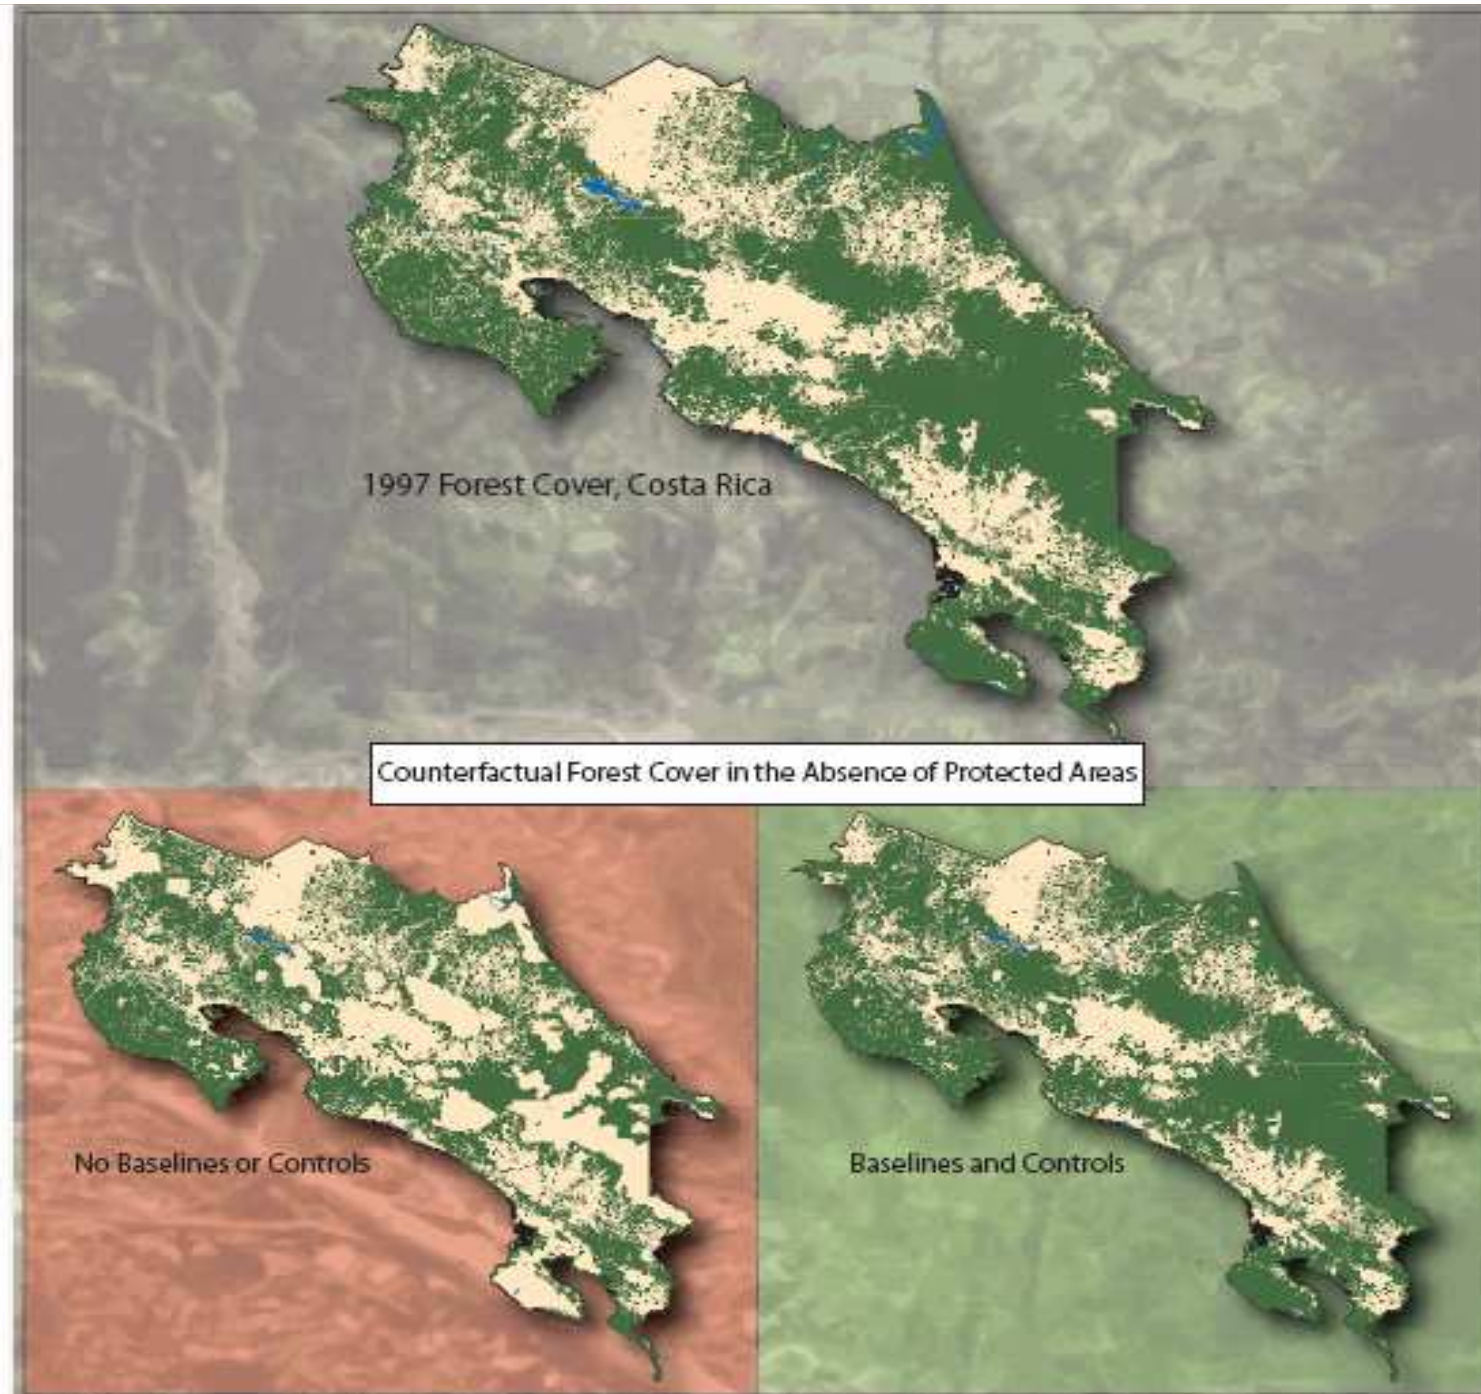 1997 Forest Cover, Costa Rica
Counterfactual Forest Cover in the Absence of Protected Areas
No Baselines or Controls
Baselines and Controls